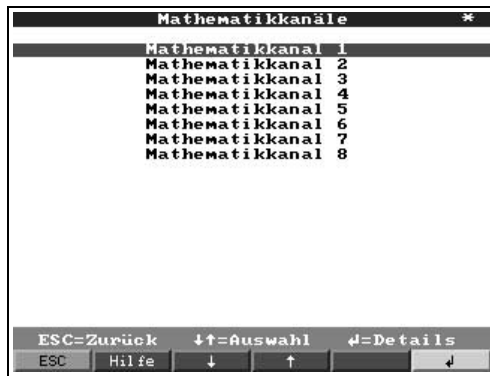 Mathematikkanäle *
Mathematikkanal 1
Mathematikkanal 2
Mathematikkanal 3
Mathematikkanal 4
Mathematikkanal 5
Mathematikkanal 6
Mathematikkanal 7
Mathematikkanal 8
ESC=Zurück ↓↑=Auswahl ↲=Details
ESC Hilfe ↓ ↑ ↲